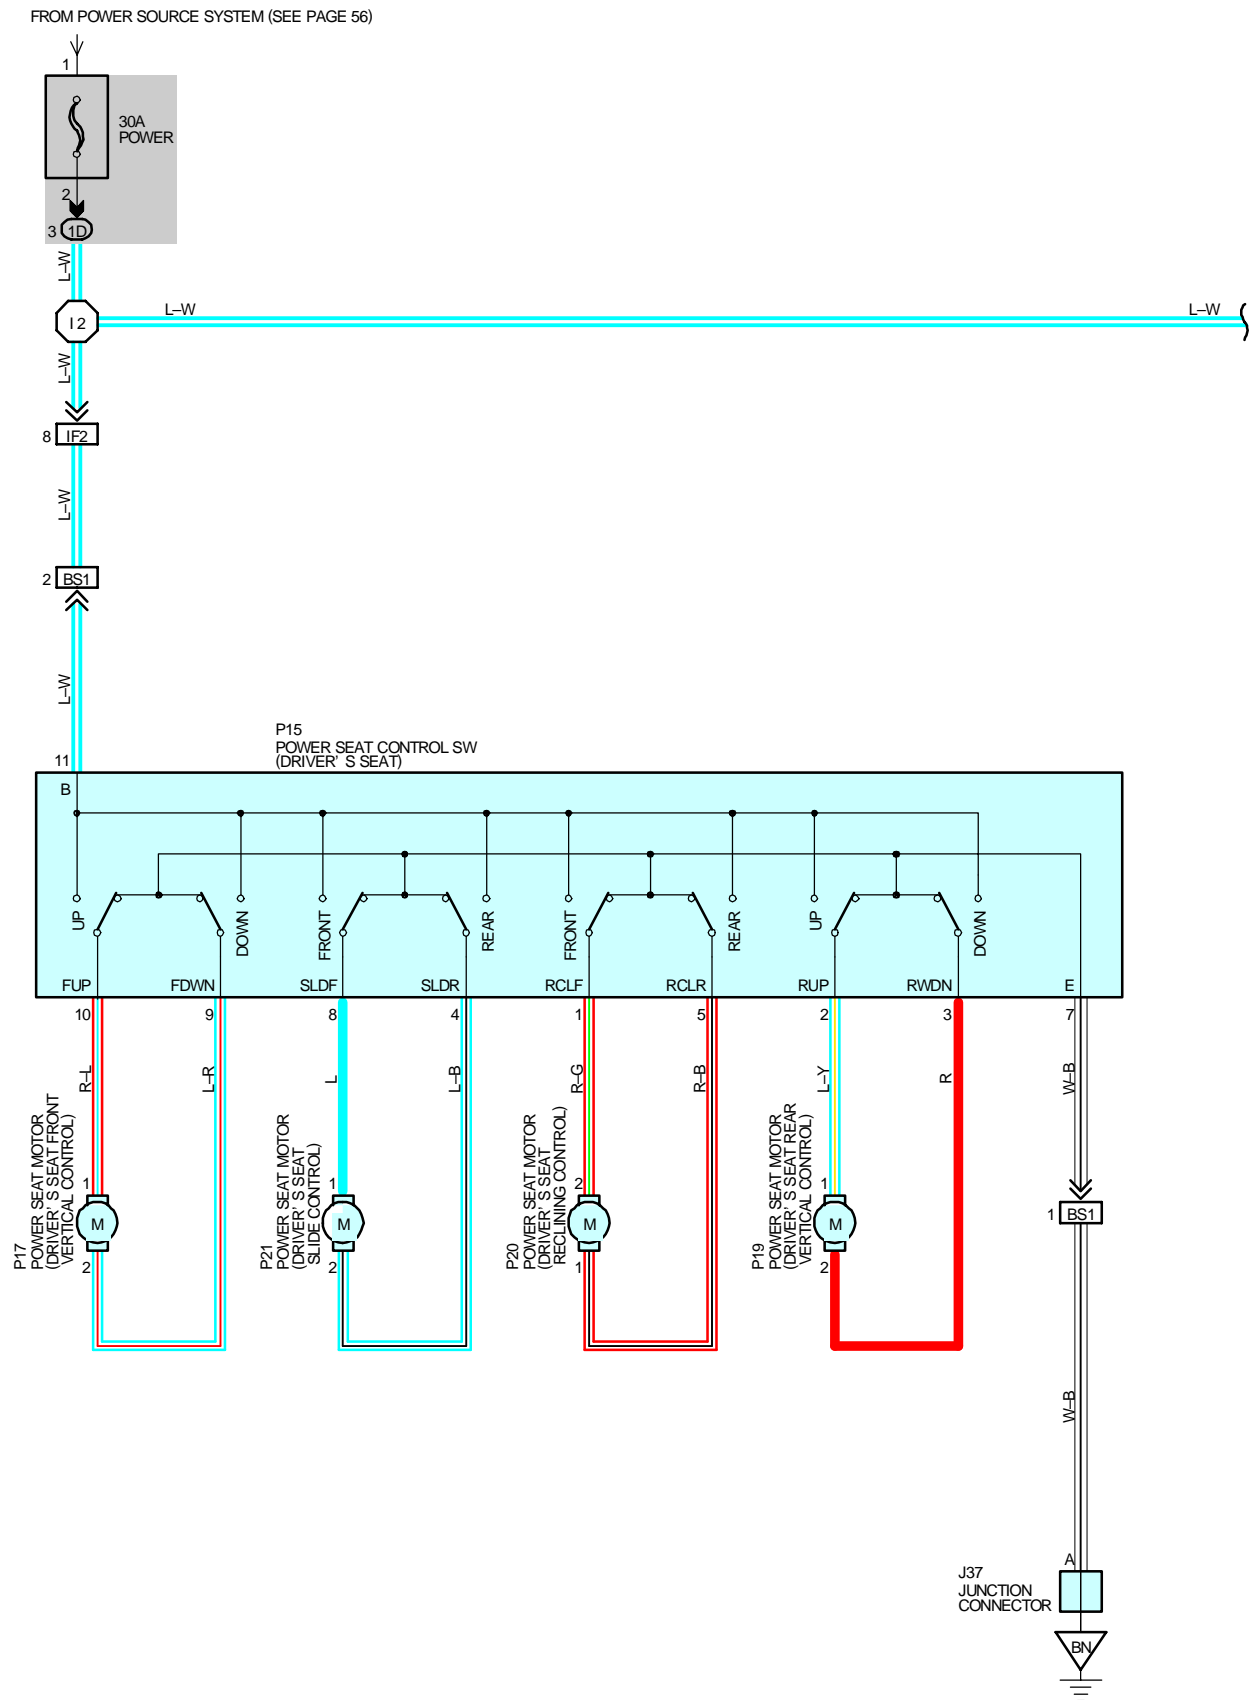 FROM POWER SOURCE SYSTEM (SEE PAGE 56)
1
30A
POWER
2
3 1D
L–W
I2
L–W
L–W
L–W
8 IF2
L–W
2 BS1
L–W
P15
POWER SEAT CONTROL SW
(DRIVER' S SEAT)
11
B
UP
DOWN
FRONT
REAR
FRONT
REAR
UP
DOWN
FUP
FDWN
SLDF
SLDR
RCLF
RCLR
RUP
RWDN
E
10
9
8
4
1
5
2
3
7
R–L
L–R
L
L–B
R–G
R–B
L–Y
R
W–B
P17
POWER SEAT MOTOR
(DRIVER' S SEAT FRONT
VERTICAL CONTROL)
1
M
2
P21
POWER SEAT MOTOR
(DRIVER' S SEAT
SLIDE CONTROL)
1
M
2
P20
POWER SEAT MOTOR
(DRIVER' S SEAT
RECLINING CONTROL)
2
M
1
P19
POWER SEAT MOTOR
(DRIVER' S SEAT REAR
VERTICAL CONTROL)
1
M
2
1 BS1
W–B
A
J37
JUNCTION
CONNECTOR
BN